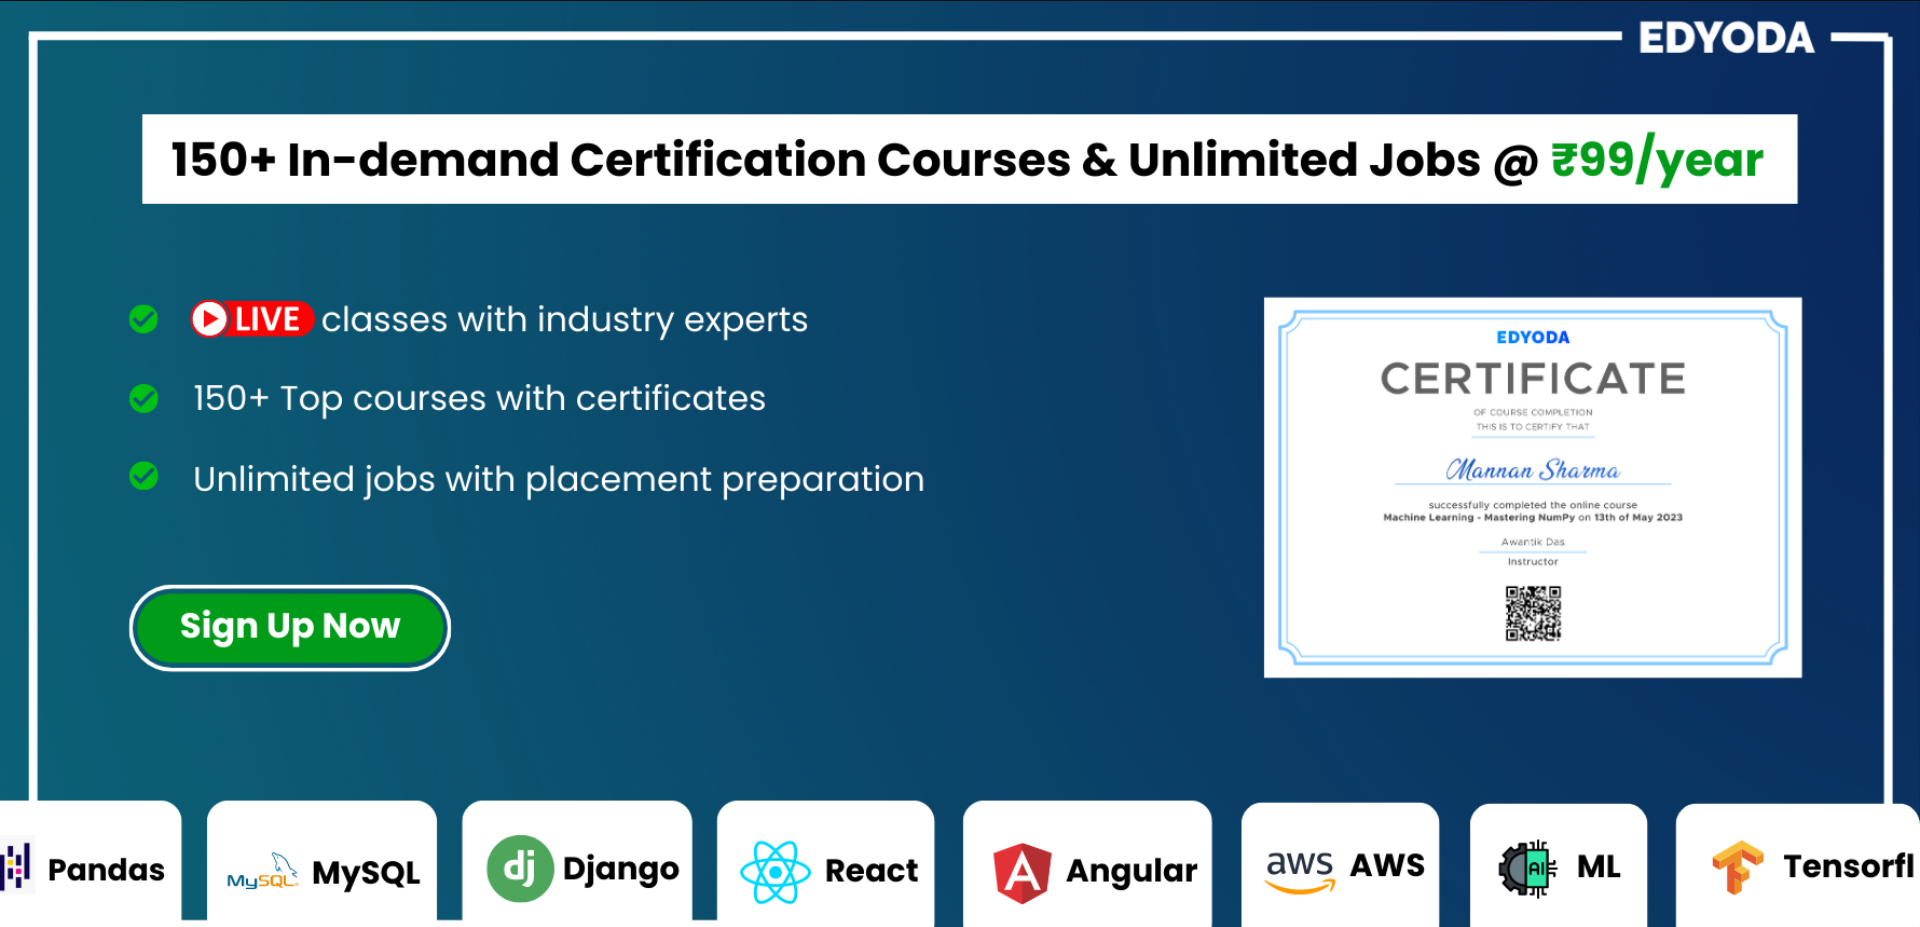 EDYODA
150+ In-demand Certification Courses & Unlimited Jobs @ ₹99/year
LIVE classes with industry experts
150+ Top courses with certificates
Unlimited jobs with placement preparation
Sign Up Now
EDYODA
CERTIFICATE
OF COURSE COMPLETION
THIS IS TO CERTIFY THAT
Mannan Sharma
successfully completed the online course
Machine Learning - Mastering NumPy on 13th of May 2023
Awantik Das
Instructor
Pandas
MySQL MySQL
dj Django
React
A Angular
aws AWS
AI ML
Tensorfl